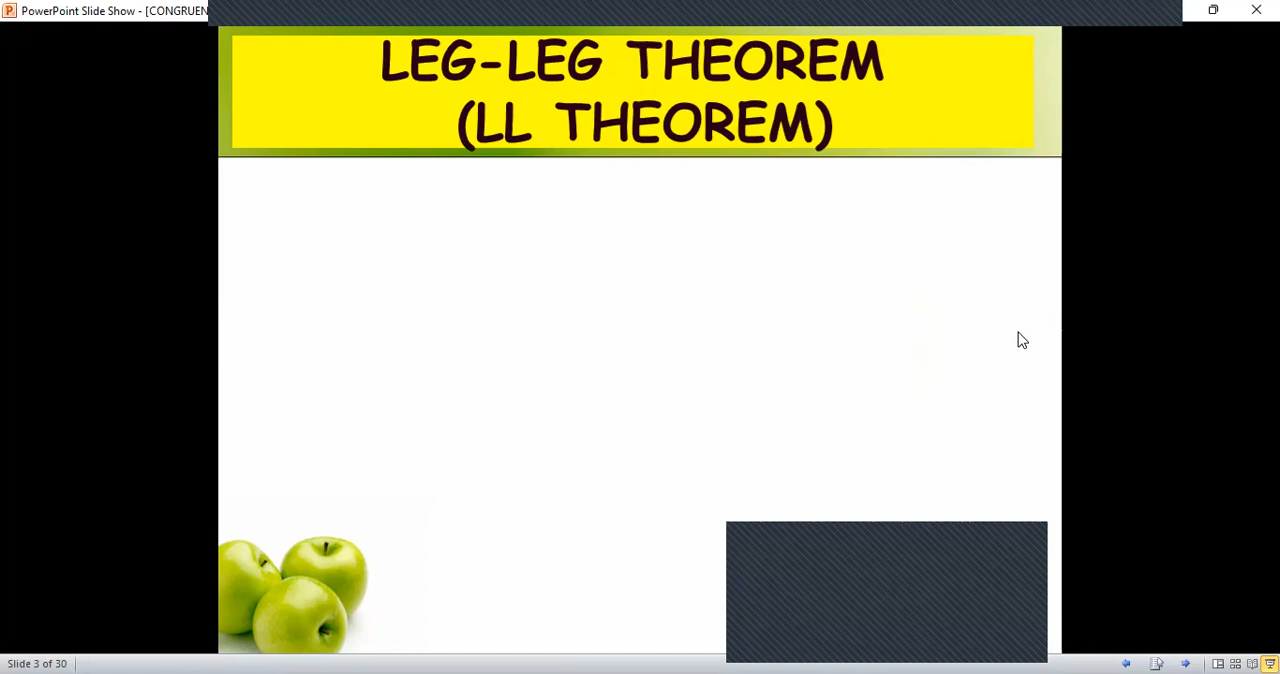 PowerPoint Slide Show - [CONGRUEN
LEG-LEG THEOREM
(LL THEOREM)
Slide 3 of 30